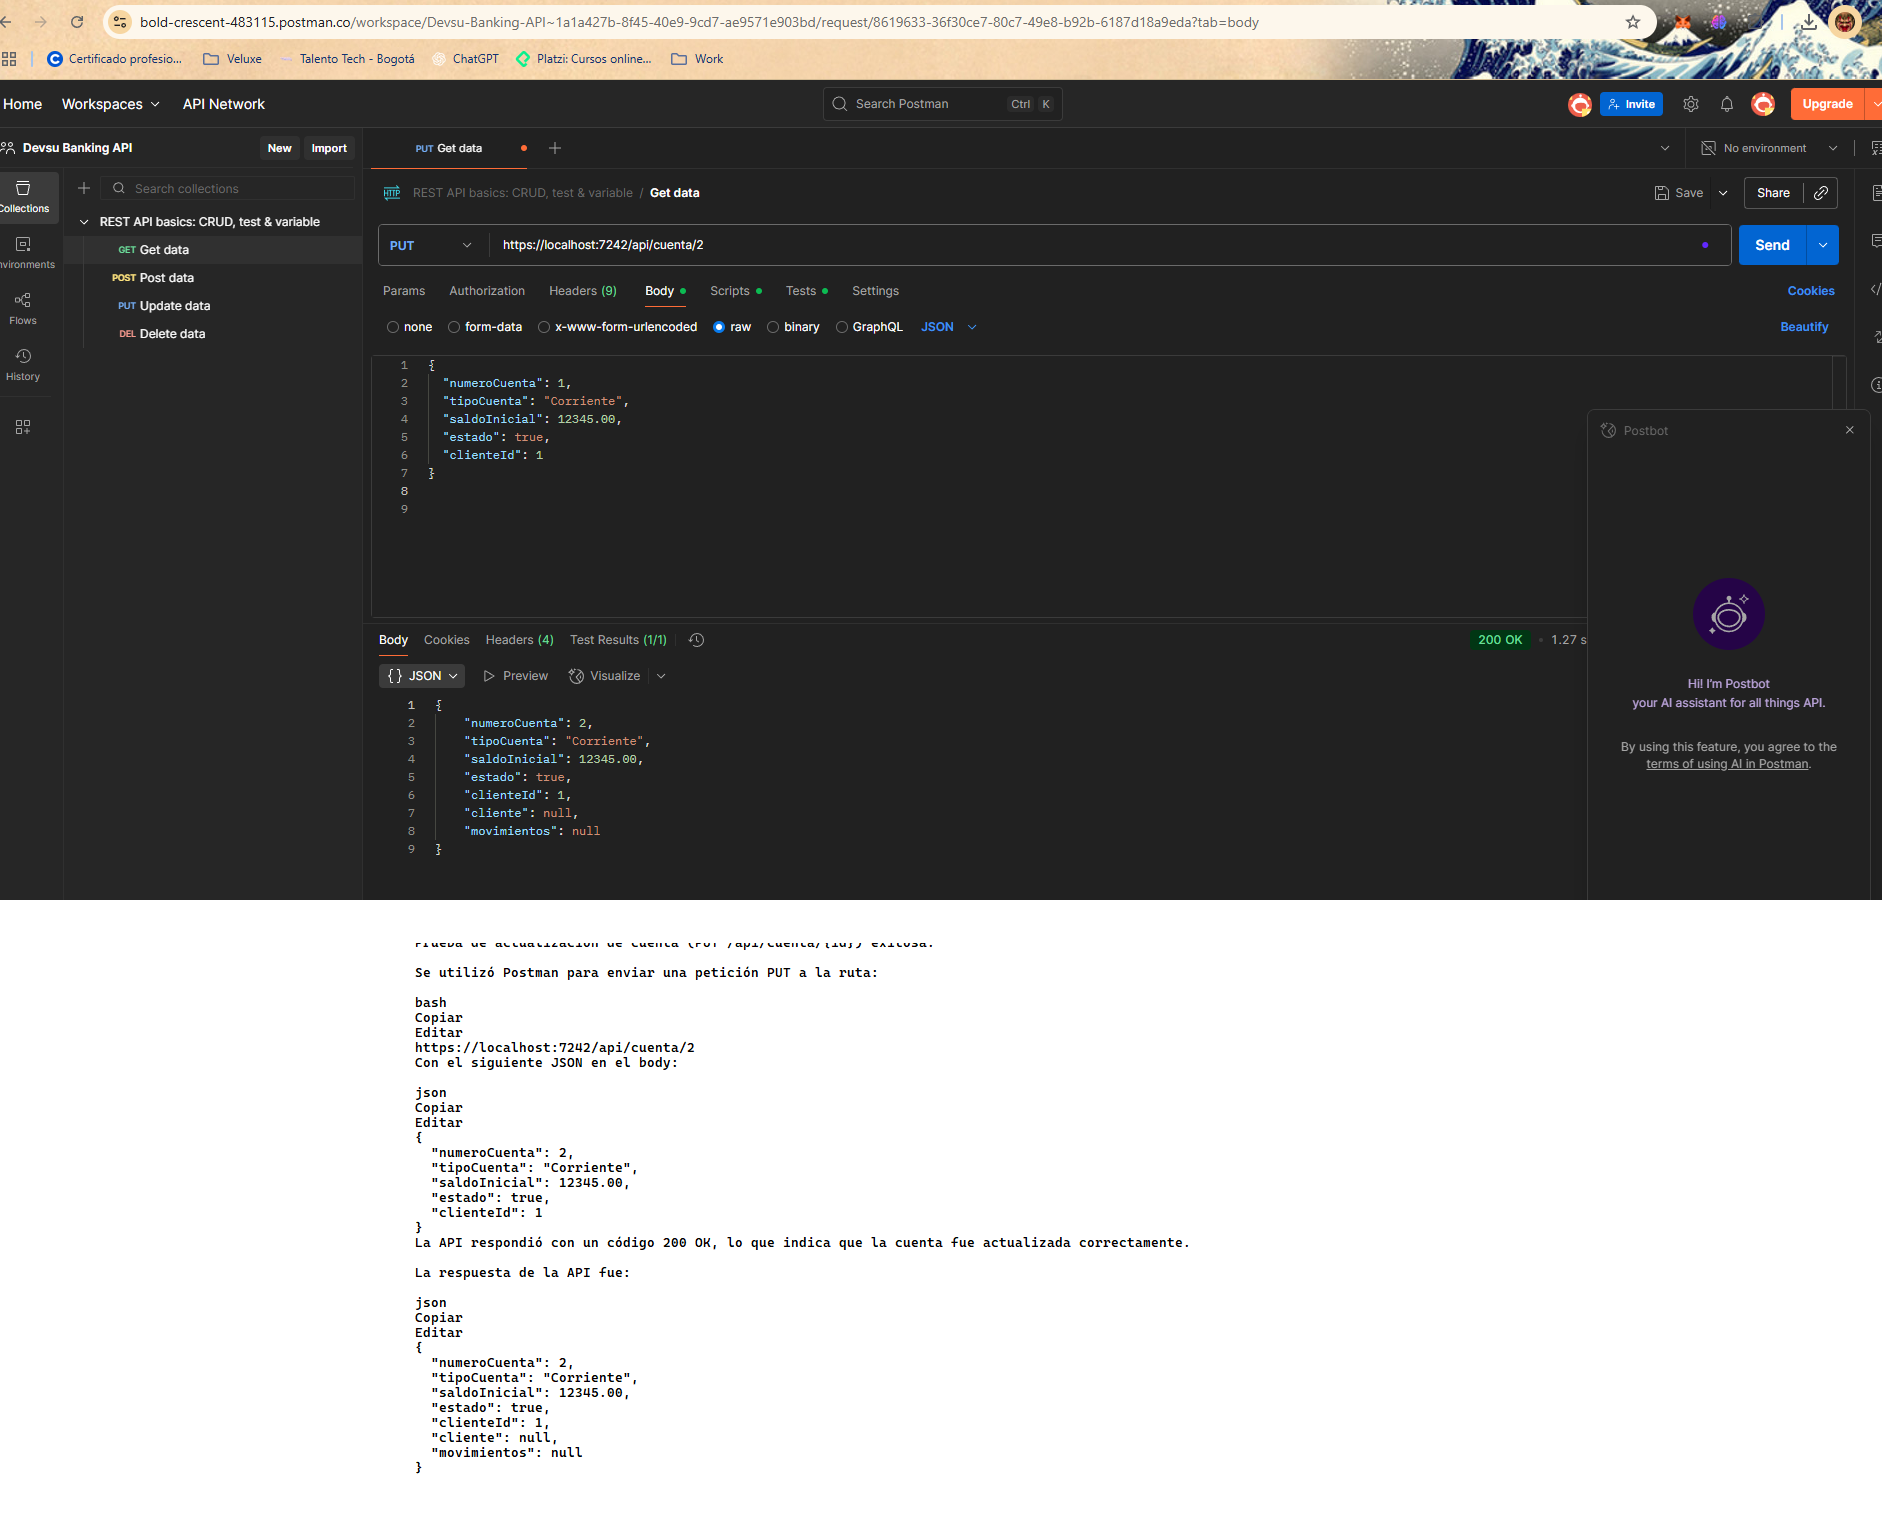 bold-crescent-483115.postman.co/workspace/Devsu-Banking-API~1a1a427b-8f45-40e9-9cd7-ae9571e903bd/request/8619633-36f30ce7-80c7-49e8-b92b-6187d18a9eda?tab=body
Certificado profesio... Veluxe Talento Tech - Bogotá ChatGPT Platzi: Cursos online... Work
Home Workspaces API Network Search Postman Ctrl K Invite Upgrade
Devsu Banking API New Import PUT Get data No environment
Search collections
REST API basics: CRUD, test & variable / Get data Save Share
Collections
REST API basics: CRUD, test & variable
GET Get data
POST Post data
PUT Update data
DEL Delete data
vironments
Flows
History
PUT https://localhost:7242/api/cuenta/2 Send
Params Authorization Headers (9) Body Scripts Tests Settings Cookies
none form-data x-www-form-urlencoded raw binary GraphQL JSON Beautify
1 {
2 "numeroCuenta": 1,
3 "tipoCuenta": "Corriente",
4 "saldoInicial": 12345.00,
5 "estado": true,
6 "clienteId": 1
7 }
8
9
Postbot
Hi! I'm Postbot
your AI assistant for all things API.
By using this feature, you agree to the
terms of using AI in Postman.
Body Cookies Headers (4) Test Results (1/1) 200 OK • 1.27 s
{} JSON Preview Visualize
1 {
2 "numeroCuenta": 2,
3 "tipoCuenta": "Corriente",
4 "saldoInicial": 12345.00,
5 "estado": true,
6 "clienteId": 1,
7 "cliente": null,
8 "movimientos": null
9 }
Prueba de actualización de cuenta (PUT /api/cuenta/{id}) exitosa.
Se utilizó Postman para enviar una petición PUT a la ruta:
bash
Copiar
Editar
https://localhost:7242/api/cuenta/2
Con el siguiente JSON en el body:
json
Copiar
Editar
{
"numeroCuenta": 2,
"tipoCuenta": "Corriente",
"saldoInicial": 12345.00,
"estado": true,
"clienteId": 1
}
La API respondió con un código 200 OK, lo que indica que la cuenta fue actualizada correctamente.
La respuesta de la API fue:
json
Copiar
Editar
{
"numeroCuenta": 2,
"tipoCuenta": "Corriente",
"saldoInicial": 12345.00,
"estado": true,
"clienteId": 1,
"cliente": null,
"movimientos": null
}